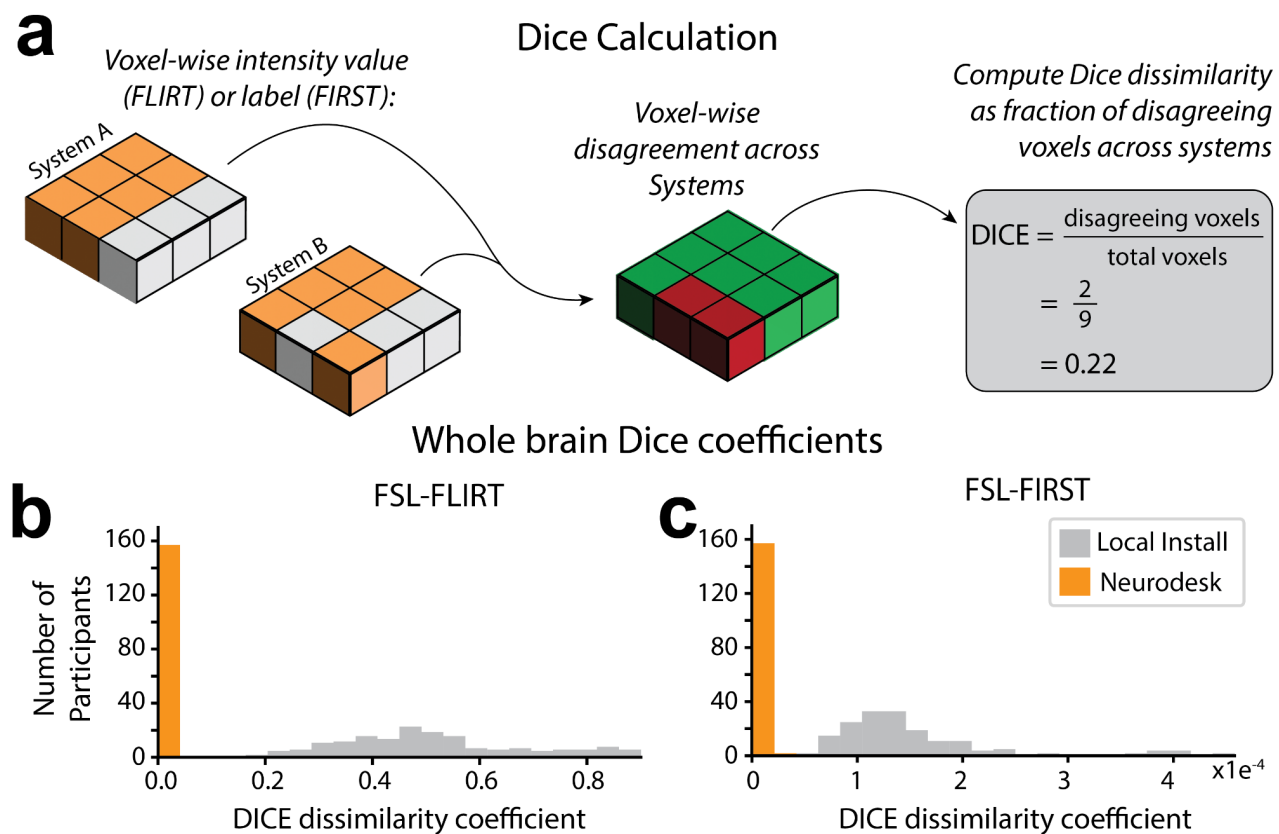 a
Dice Calculation
Voxel-wise intensity value
(FLIRT) or label (FIRST):
System A
System B
Voxel-wise
disagreement across
Systems
Compute Dice dissimilarity
as fraction of disagreeing
voxels across systems
DICE = disagreeing voxels
total voxels
= 2
9
= 0.22
Whole brain Dice coefficients
b
FSL-FLIRT
160
120
80
40
0
Number of
Participants
0.0 0.2 0.4 0.6 0.8
DICE dissimilarity coefficient
c
FSL-FIRST
Local Install
Neurodesk
160
120
80
40
0
0 1 2 3 4
x1e-4
DICE dissimilarity coefficient